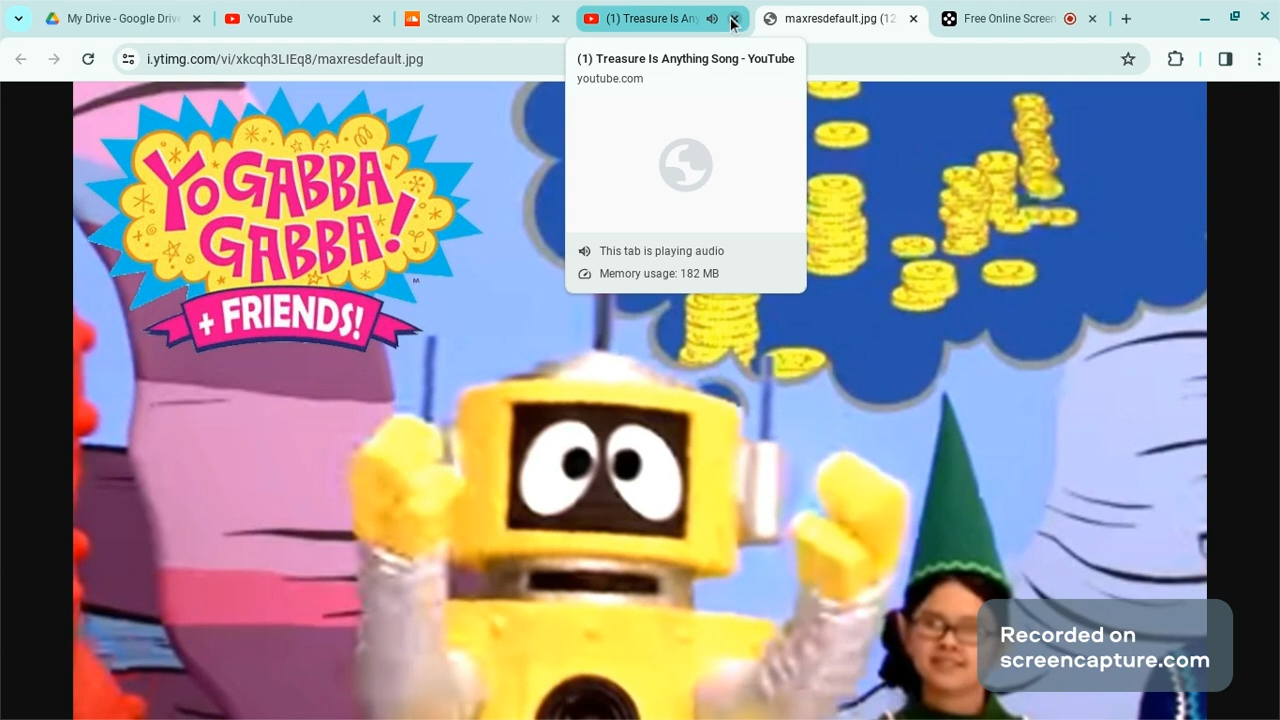 My Drive - Google Driv
YouTube
Stream Operate Now
(1) Treasure Is Any
maxresdefault.jpg (12
Free Online Screen
i.ytimg.com/vi/xkcqh3LIEq8/maxresdefault.jpg
(1) Treasure Is Anything Song - YouTube
youtube.com
This tab is playing audio
Memory usage: 182 MB
YO GABBA
GABBA!
+ FRIENDS!
Recorded on
screencapture.com